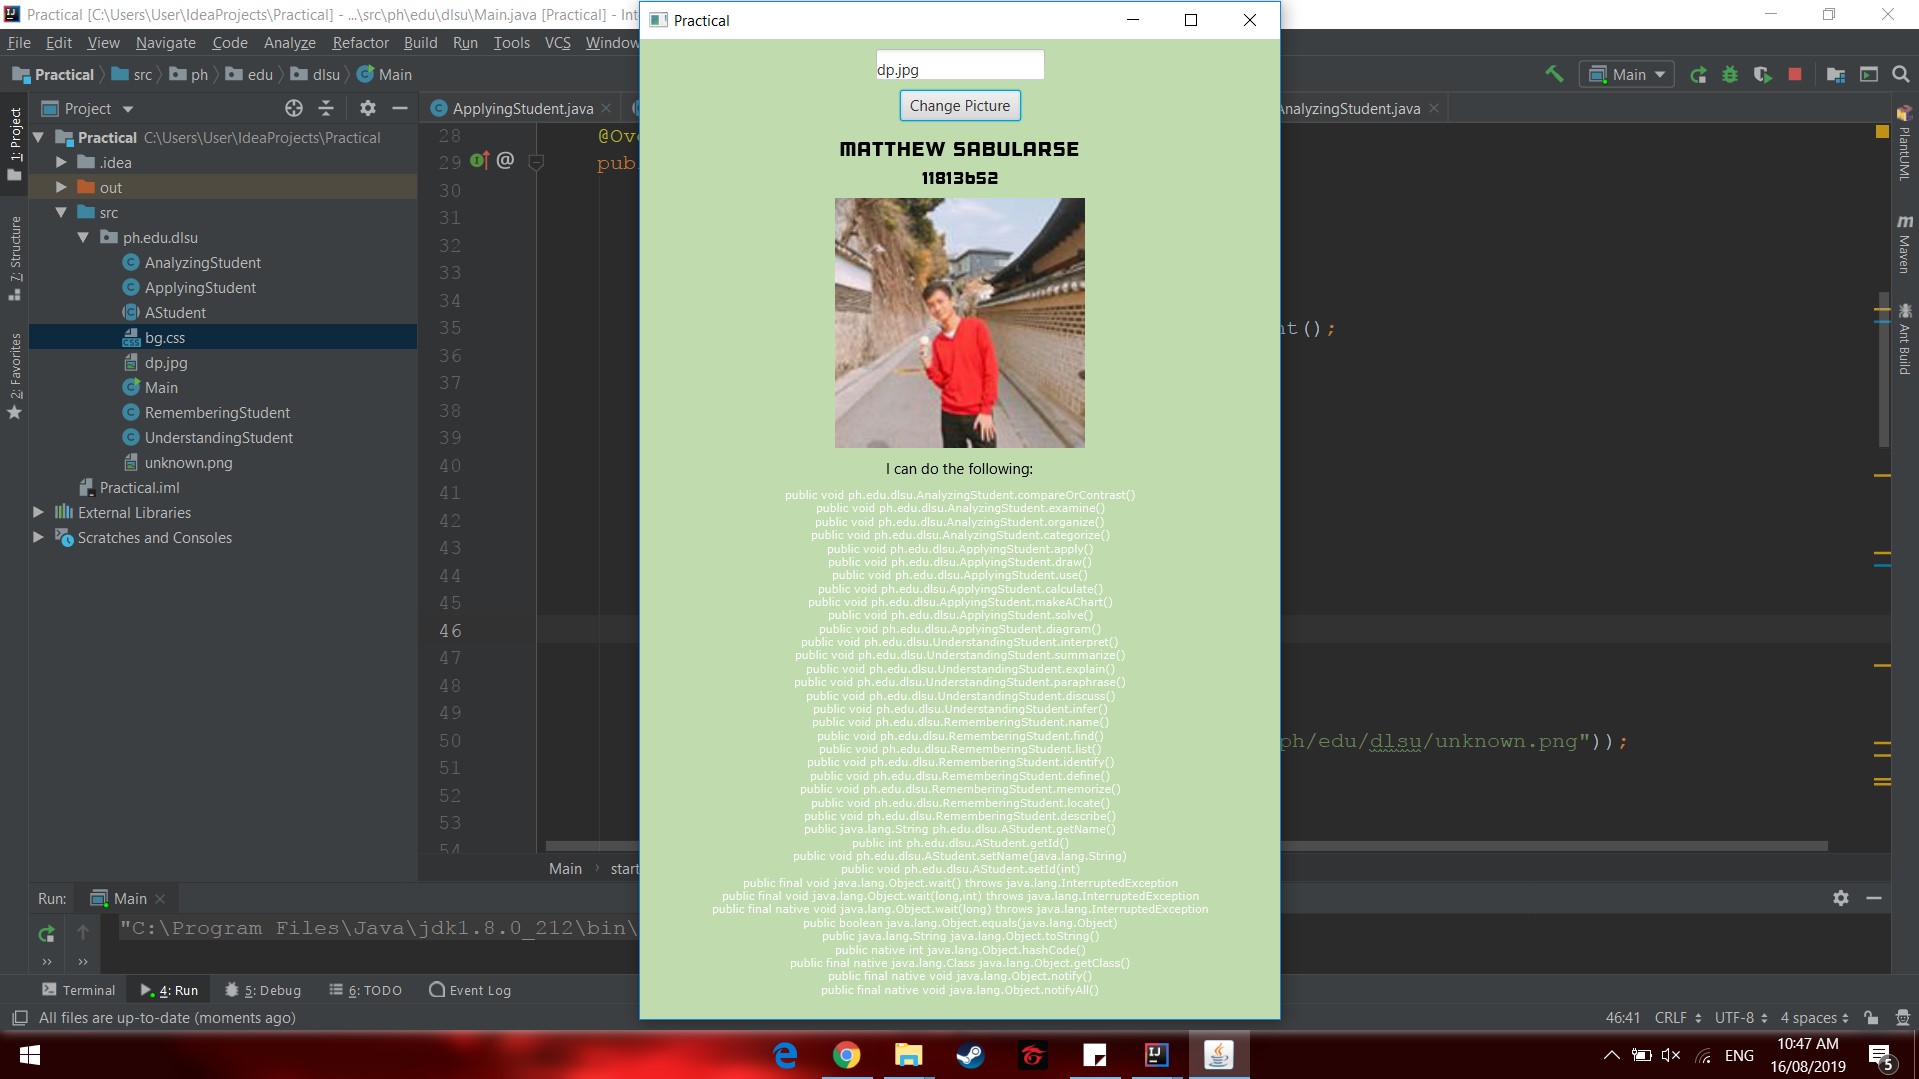 Practical [C:\Users\User\IdeaProjects\Practical] - ...\src\ph\edu\dlsu\Main.java [Practical] - Int
File Edit View Navigate Code Analyze Refactor Build Run Tools VCS Window
Practical src ph edu dlsu Main
Main
Project
ApplyingStudent.java
AnalyzingStudent.java
1: Project
7: Structure
2: Favorites
Practical C:\Users\User\IdeaProjects\Practical
.idea
out
src
ph.edu.dlsu
AnalyzingStudent
ApplyingStudent
AStudent
bg.css
dp.jpg
Main
RememberingStudent
UnderstandingStudent
unknown.png
Practical.iml
External Libraries
Scratches and Consoles
28 @Ov
29 pub
30
31
32
33
34
35 nt();
36
37
38
39
40
41
42
43
44
45
46
47
48
49
50 ph/edu/dlsu/unknown.png"));
51
52
53
54
Main start
PlantUML
Maven
Ant Build
Practical
dp.jpg
Change Picture
MATTHEW SABULARSE
11813652
I can do the following:
public void ph.edu.dlsu.AnalyzingStudent.compareOrContrast()
public void ph.edu.dlsu.AnalyzingStudent.examine()
public void ph.edu.dlsu.AnalyzingStudent.organize()
public void ph.edu.dlsu.AnalyzingStudent.categorize()
public void ph.edu.dlsu.ApplyingStudent.apply()
public void ph.edu.dlsu.ApplyingStudent.draw()
public void ph.edu.dlsu.ApplyingStudent.use()
public void ph.edu.dlsu.ApplyingStudent.calculate()
public void ph.edu.dlsu.ApplyingStudent.makeAChart()
public void ph.edu.dlsu.ApplyingStudent.solve()
public void ph.edu.dlsu.ApplyingStudent.diagram()
public void ph.edu.dlsu.UnderstandingStudent.interpret()
public void ph.edu.dlsu.UnderstandingStudent.summarize()
public void ph.edu.dlsu.UnderstandingStudent.explain()
public void ph.edu.dlsu.UnderstandingStudent.paraphrase()
public void ph.edu.dlsu.UnderstandingStudent.discuss()
public void ph.edu.dlsu.UnderstandingStudent.infer()
public void ph.edu.dlsu.RememberingStudent.name()
public void ph.edu.dlsu.RememberingStudent.find()
public void ph.edu.dlsu.RememberingStudent.list()
public void ph.edu.dlsu.RememberingStudent.identify()
public void ph.edu.dlsu.RememberingStudent.define()
public void ph.edu.dlsu.RememberingStudent.memorize()
public void ph.edu.dlsu.RememberingStudent.locate()
public void ph.edu.dlsu.RememberingStudent.describe()
public java.lang.String ph.edu.dlsu.AStudent.getName()
public int ph.edu.dlsu.AStudent.getId()
public void ph.edu.dlsu.AStudent.setName(java.lang.String)
public void ph.edu.dlsu.AStudent.setId(int)
public final void java.lang.Object.wait() throws java.lang.InterruptedException
public final void java.lang.Object.wait(long,int) throws java.lang.InterruptedException
public final native void java.lang.Object.wait(long) throws java.lang.InterruptedException
public boolean java.lang.Object.equals(java.lang.Object)
public java.lang.String java.lang.Object.toString()
public native int java.lang.Object.hashCode()
public final native java.lang.Class java.lang.Object.getClass()
public final native void java.lang.Object.notify()
public final native void java.lang.Object.notifyAll()
Run: Main
"C:\Program Files\Java\jdk1.8.0_212\bin\
Terminal 4: Run 5: Debug 6: TODO Event Log
All files are up-to-date (moments ago)
46:41 CRLF UTF-8 4 spaces
ENG
10:47 AM
16/08/2019
5